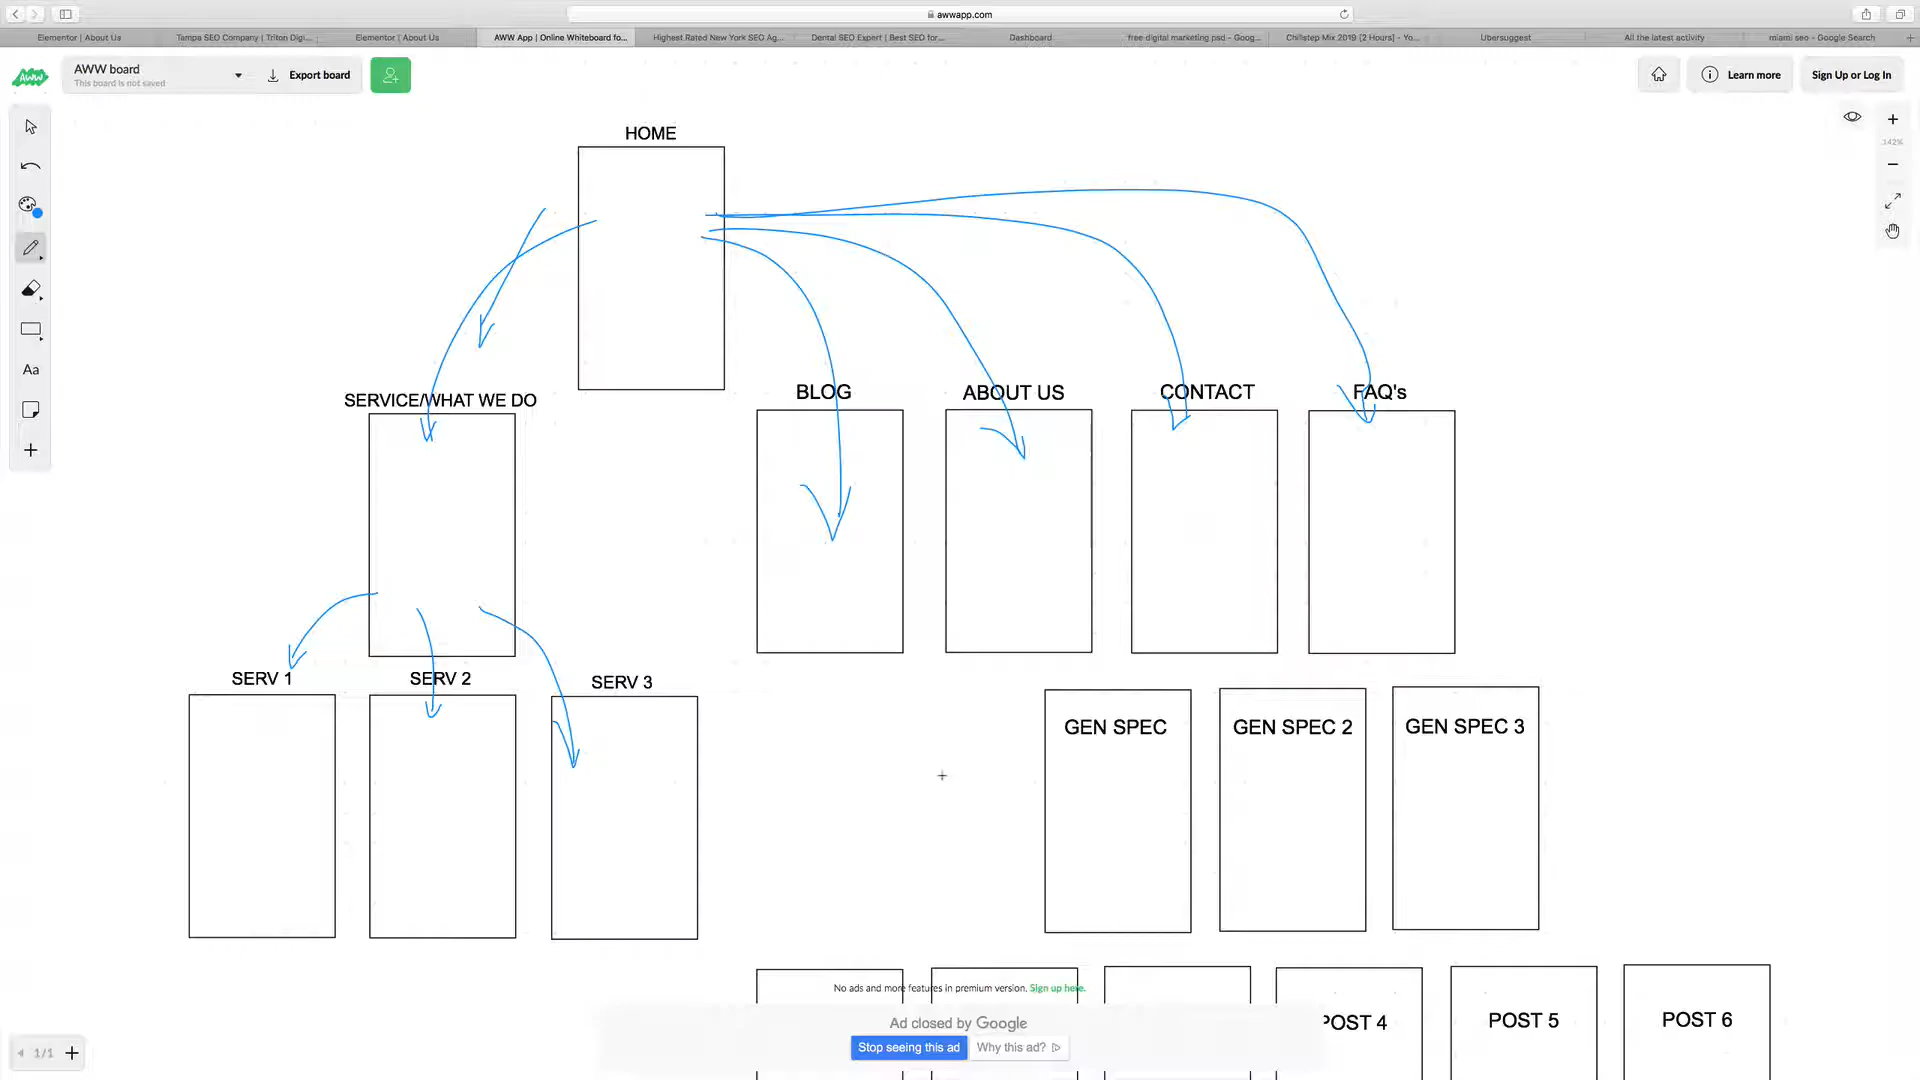 awwapp.com
Elementor | About Us
Tampa SEO Company | Triton Digi...
Elementor | About Us
AWW App | Online Whiteboard fo...
Highest Rated New York SEO Ag...
Dental SEO Expert | Best SEO for...
Dashboard
free digital marketing psd - Goog...
Chillstep Mix 2019 [2 Hours] - Yo...
Ubersuggest
All the latest activity
miami seo - Google Search
AWW
AWW board
This board is not saved
Export board
Learn more
Sign Up or Log In
142%
Aa
HOME
SERVICE/WHAT WE DO
BLOG
ABOUT US
CONTACT
FAQ's
SERV 1
SERV 2
SERV 3
GEN SPEC
GEN SPEC 2
GEN SPEC 3
POST 4
POST 5
POST 6
No ads and more features in premium version. Sign up here.
Ad closed by Google
Stop seeing this ad
Why this ad?
1/1